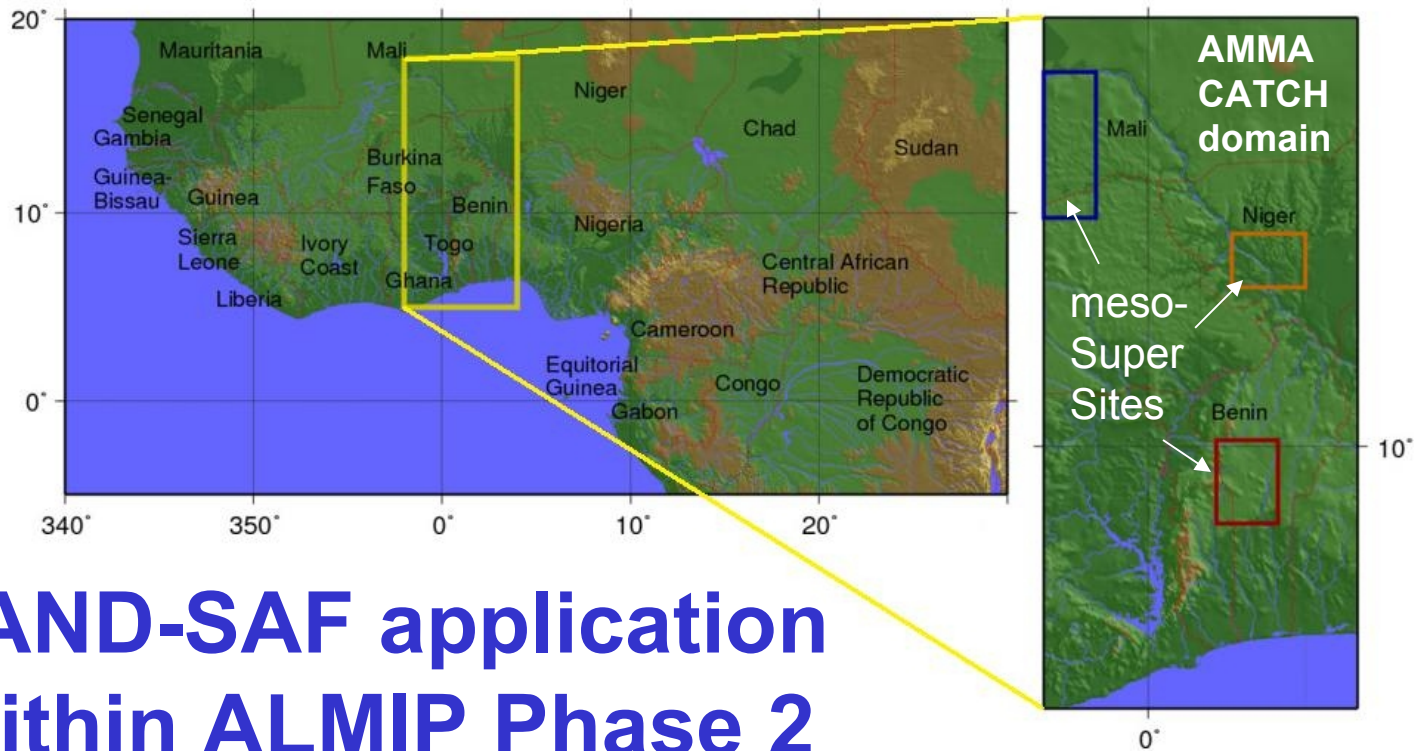 20°
Mauritania
Mali
Niger
Chad
Sudan
Senegal
Gambia
Guinea-
Bissau
Guinea
Burkina
Faso
Benin
10°
Nigeria
Sierra
Leone
Ivory
Coast
Togo
Ghana
Liberia
Central African
Republic
Cameroon
Equitorial
Guinea
Congo
Democratic
Republic
of Congo
0°
Gabon
340°
350°
0°
10°
20°
AMMA
CATCH
domain
Mali
Niger
meso-
Super
Sites
Benin
10°
0°
AND-SAF application
ithin ALMIP Phase 2